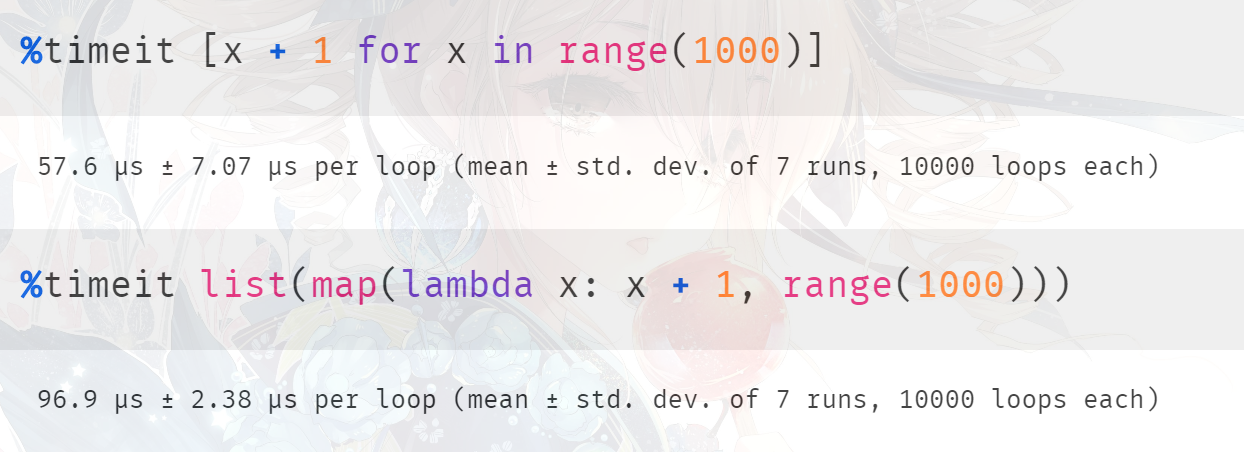 %timeit [x + 1 for x in range(1000)]
57.6 µs ± 7.07 µs per loop (mean ± std. dev. of 7 runs, 10000 loops each)
%timeit list(map(lambda x: x + 1, range(1000)))
96.9 µs ± 2.38 µs per loop (mean ± std. dev. of 7 runs, 10000 loops each)